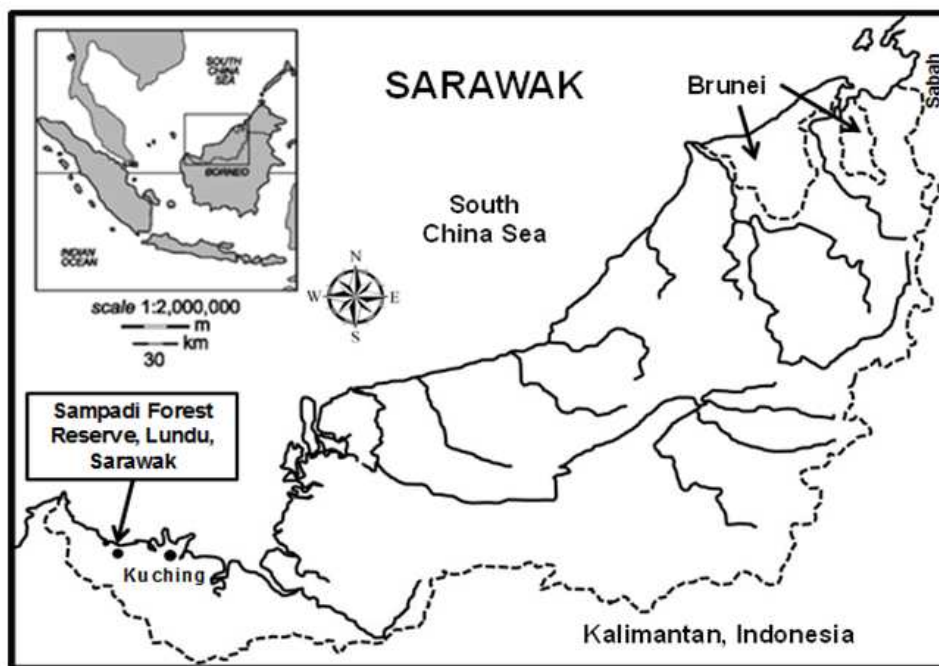 SOUTH
CHINA
SEA
BORNEO
INDIAN
OCEAN
scale 1:2,000,000
m
km
30
SARAWAK
Brunei
Sabah
South
China Sea
N
W
E
S
Sampadi Forest
Reserve, Lundu,
Sarawak
Kuching
Kalimantan, Indonesia